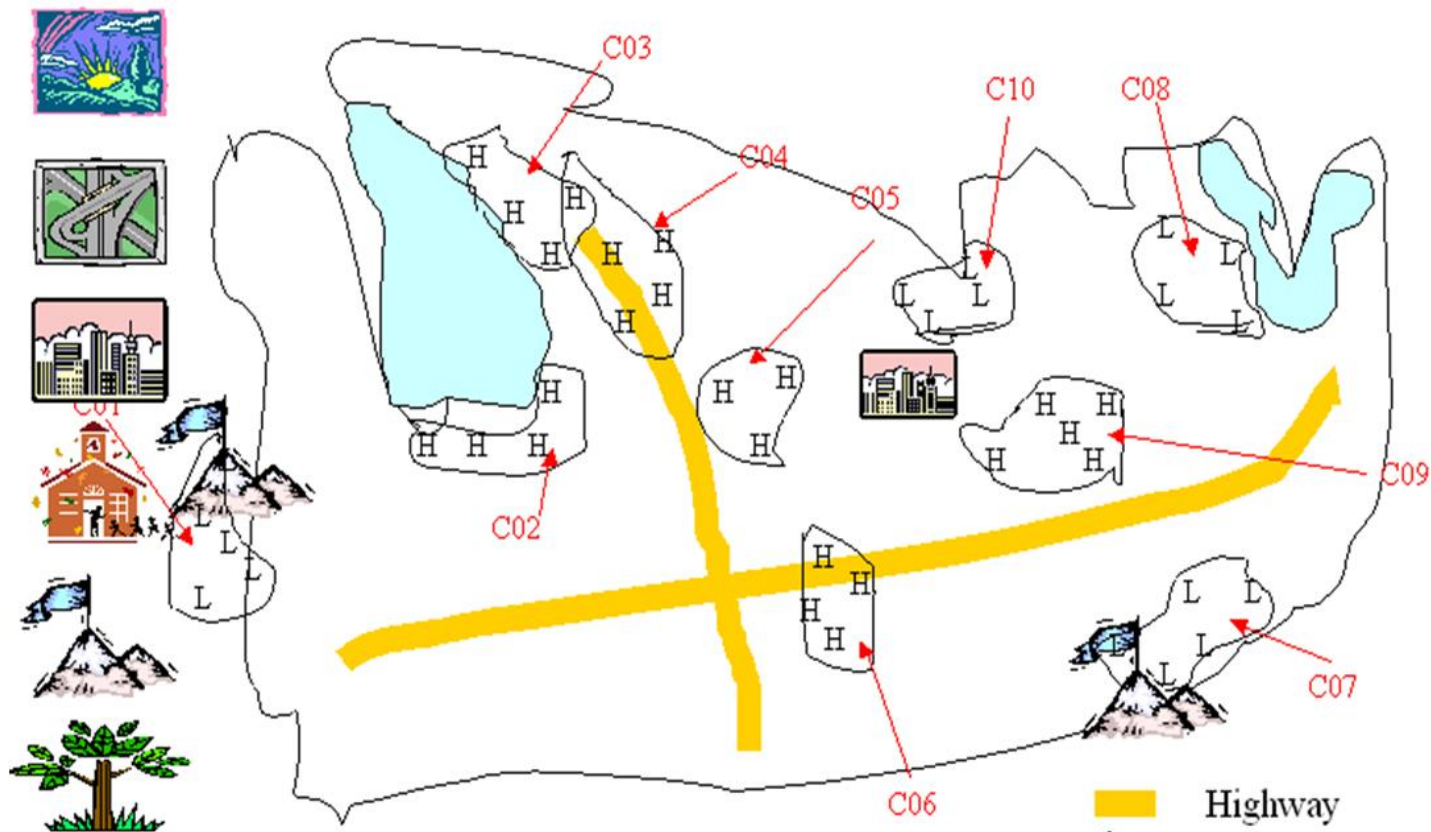 C03
C10 C08
H C04
H C05
H
L
H H H L
L
H L L L
H L L
H H H
H H
C01
H
H H H H
H H C09
L
C02
L
H
L H
L L L
H
H L L
L
C07
C06 Highway